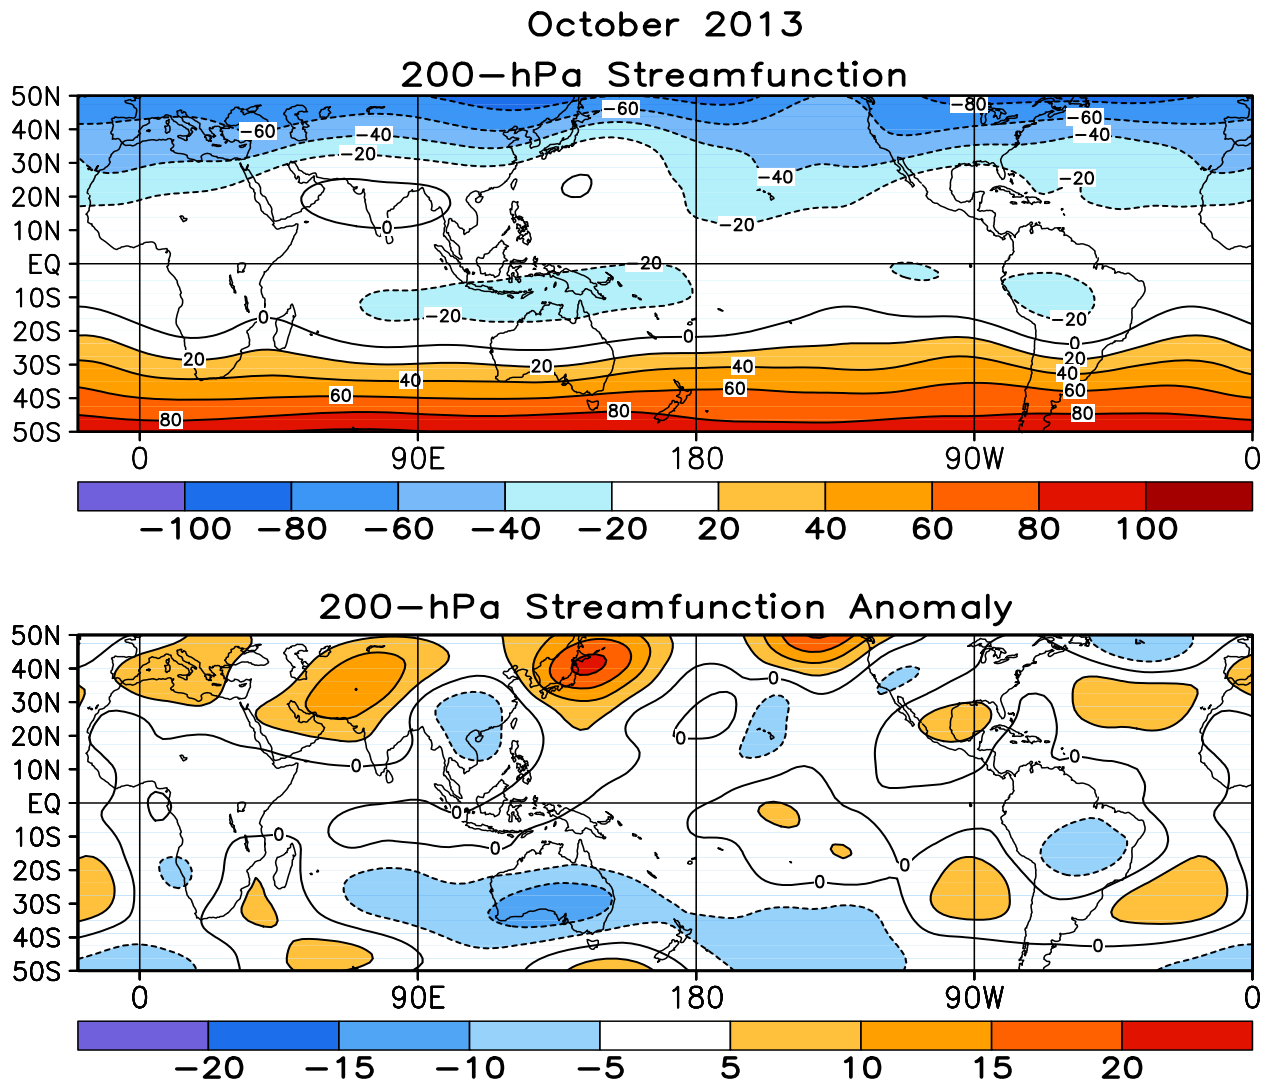 October 2013
200-hPa Streamfunction
50N
40N
30N
20N
10N
EQ
10S
20S
30S
40S
50S
-60 -80 -60 -40
-60 -40 -20
-40 -20
-20
0
-20
-20 -20
0 0 0
20 20 40 20
40 60 40
60 80 60
80 80
0 90E 180 90W 0
-100 -80 -60 -40 -20 20 40 60 80 100
200-hPa Streamfunction Anomaly
50N
40N
30N
20N
10N
EQ
10S
20S
30S
40S
50S
0
0
0 0
0
0 0
0 0
0
0 90E 180 90W 0
-20 -15 -10 -5 5 10 15 20